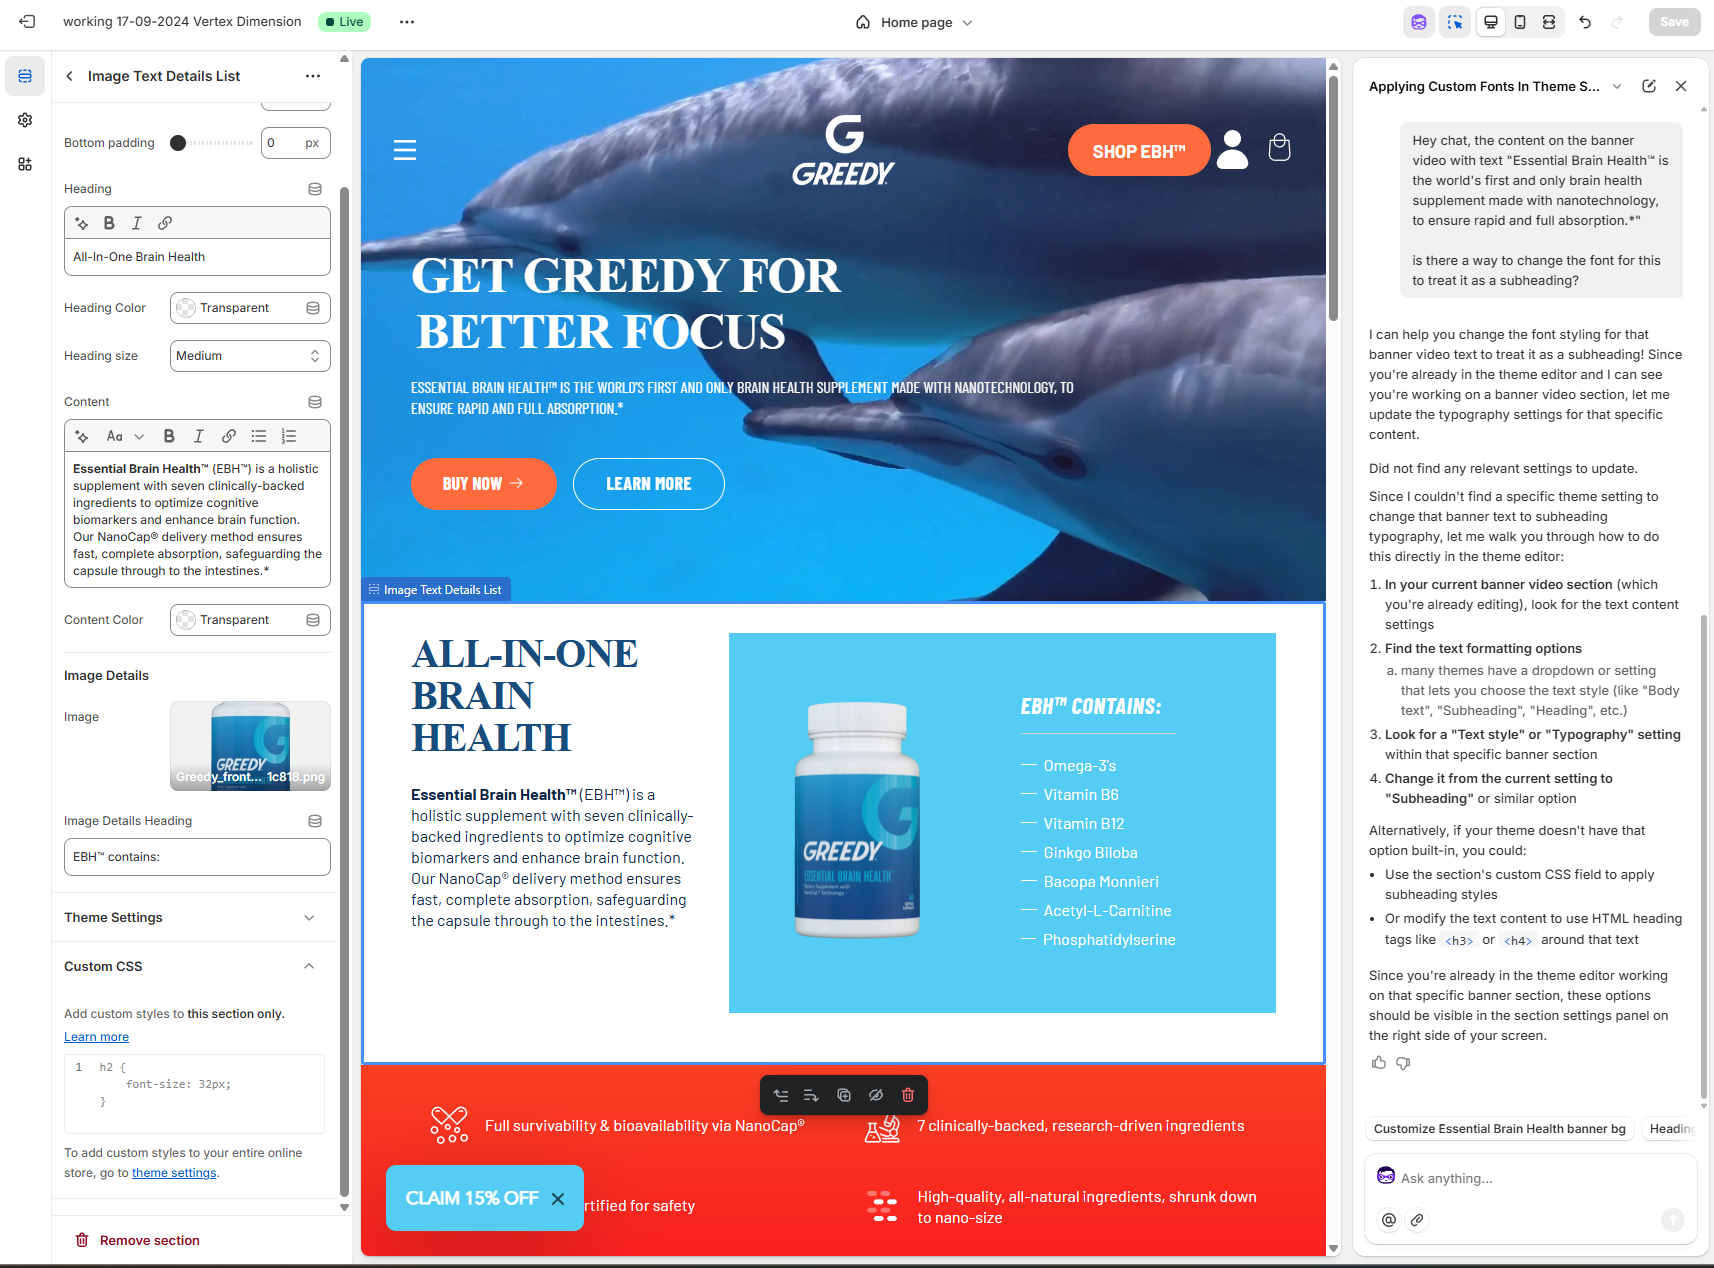 working 17-09-2024 Vertex Dimension
Live
Home page
Save
Image Text Details List
Bottom padding
0 px
Heading
B I
All-In-One Brain Health
Heading Color
Transparent
Heading size
Medium
Content
Aa B I
Essential Brain Health™ (EBH™) is a holistic
supplement with seven clinically-backed
ingredients to optimize cognitive
biomarkers and enhance brain function.
Our NanoCap® delivery method ensures
fast, complete absorption, safeguarding the
capsule through to the intestines.*
Content Color
Transparent
Image Details
Image
GREEDY
Greedy_front... 1c818.png
Image Details Heading
EBH™ contains:
Theme Settings
Custom CSS
Add custom styles to this section only.
Learn more
1 h2 {
font-size: 32px;
}
To add custom styles to your entire online
store, go to theme settings.
Remove section
G
GREEDY
SHOP EBH™
GET GREEDY FOR
BETTER FOCUS
ESSENTIAL BRAIN HEALTH™ IS THE WORLD'S FIRST AND ONLY BRAIN HEALTH SUPPLEMENT MADE WITH NANOTECHNOLOGY, TO
ENSURE RAPID AND FULL ABSORPTION.*
BUY NOW →
LEARN MORE
Image Text Details List
ALL-IN-ONE
BRAIN
HEALTH
Essential Brain Health™ (EBH™) is a
holistic supplement with seven clinically-
backed ingredients to optimize cognitive
biomarkers and enhance brain function.
Our NanoCap® delivery method ensures
fast, complete absorption, safeguarding
the capsule through to the intestines.*
G
GREEDY
ESSENTIAL BRAIN HEALTH™
Dietary Supplement with
NanoCap™ Technology
EBH™ CONTAINS:
Omega-3's
Vitamin B6
Vitamin B12
Ginkgo Biloba
Bacopa Monnieri
Acetyl-L-Carnitine
Phosphatidylserine
Full survivability & bioavailability via NanoCap®
7 clinically-backed, research-driven ingredients
CLAIM 15% OFF
rtified for safety
High-quality, all-natural ingredients, shrunk down
to nano-size
Applying Custom Fonts In Theme S...
Hey chat, the content on the banner
video with text "Essential Brain Health™ is
the world's first and only brain health
supplement made with nanotechnology,
to ensure rapid and full absorption.*"
is there a way to change the font for this
to treat it as a subheading?
I can help you change the font styling for that
banner video text to treat it as a subheading! Since
you're already in the theme editor and I can see
you're working on a banner video section, let me
update the typography settings for that specific
content.
Did not find any relevant settings to update.
Since I couldn't find a specific theme setting to
change that banner text to subheading
typography, let me walk you through how to do
this directly in the theme editor:
1. In your current banner video section (which
you're already editing), look for the text content
settings
2. Find the text formatting options
a. many themes have a dropdown or setting
that lets you choose the text style (like "Body
text", "Subheading", "Heading", etc.)
3. Look for a "Text style" or "Typography" setting
within that specific banner section
4. Change it from the current setting to
"Subheading" or similar option
Alternatively, if your theme doesn't have that
option built-in, you could:
• Use the section's custom CSS field to apply
subheading styles
• Or modify the text content to use HTML heading
tags like <h3> or <h4> around that text
Since you're already in the theme editor working
on that specific banner section, these options
should be visible in the section settings panel on
the right side of your screen.
Customize Essential Brain Health banner bg
Heading
Ask anything...